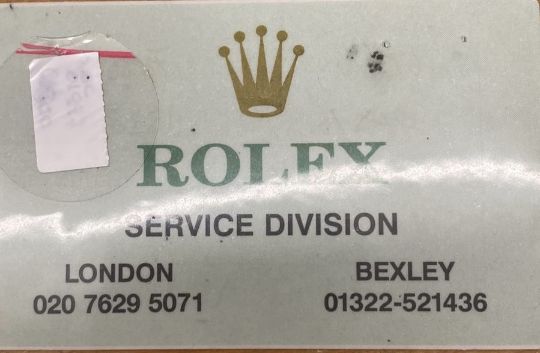 ROLEX
SERVICE DIVISION
LONDON
020 7629 5071
BEXLEY
01322-521436